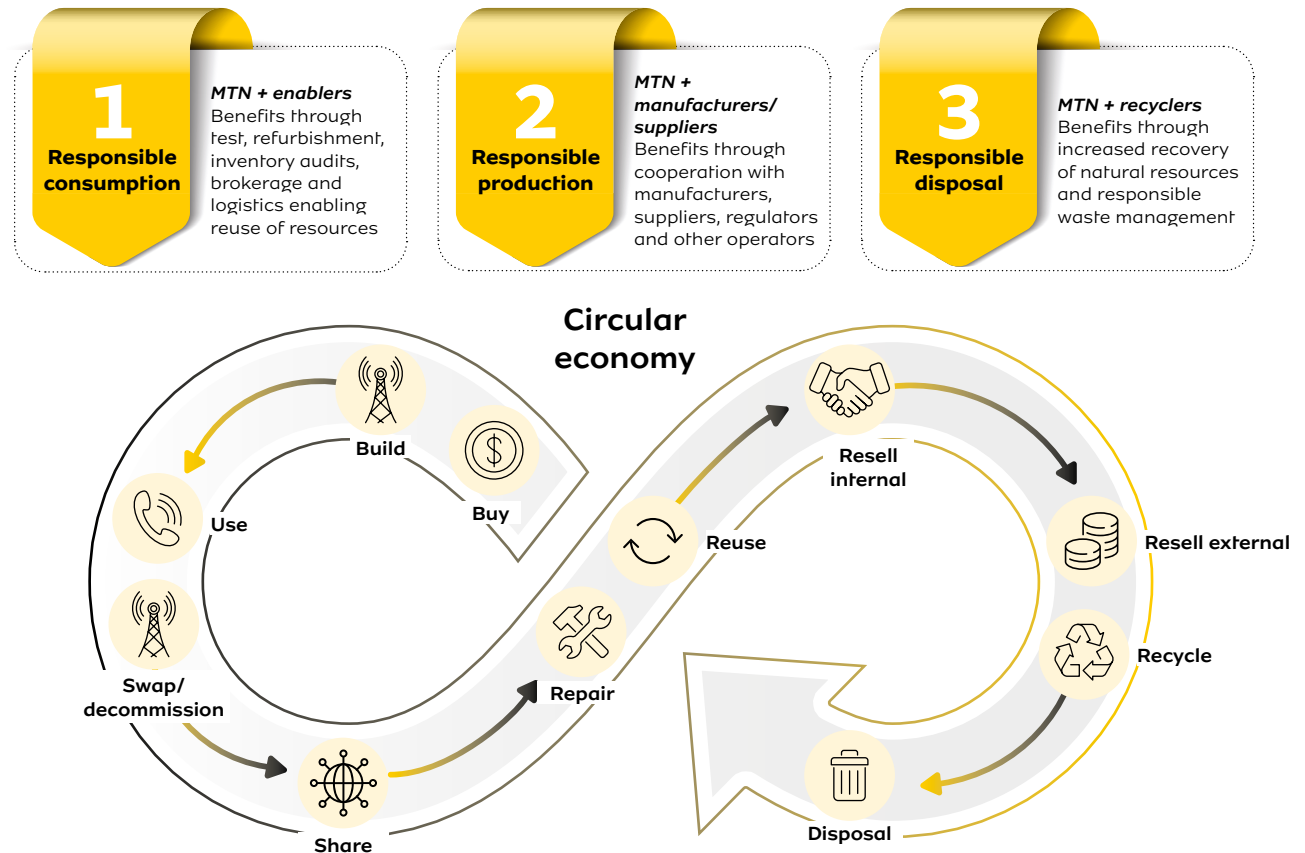 1
Responsible
consumption
MTN + enablers
Benefits through
test, refurbishment,
inventory audits,
brokerage and
logistics enabling
reuse of resources
2
Responsible
production
MTN +
manufacturers/
suppliers
Benefits through
cooperation with
manufacturers,
suppliers, regulators
and other operators
3
Responsible
disposal
MTN + recyclers
Benefits through
increased recovery
of natural resources
and responsible
waste management
Circular
economy
Buy
Build
Use
Swap/
decommission
Share
Repair
Reuse
Resell
internal
Resell external
Recycle
Disposal